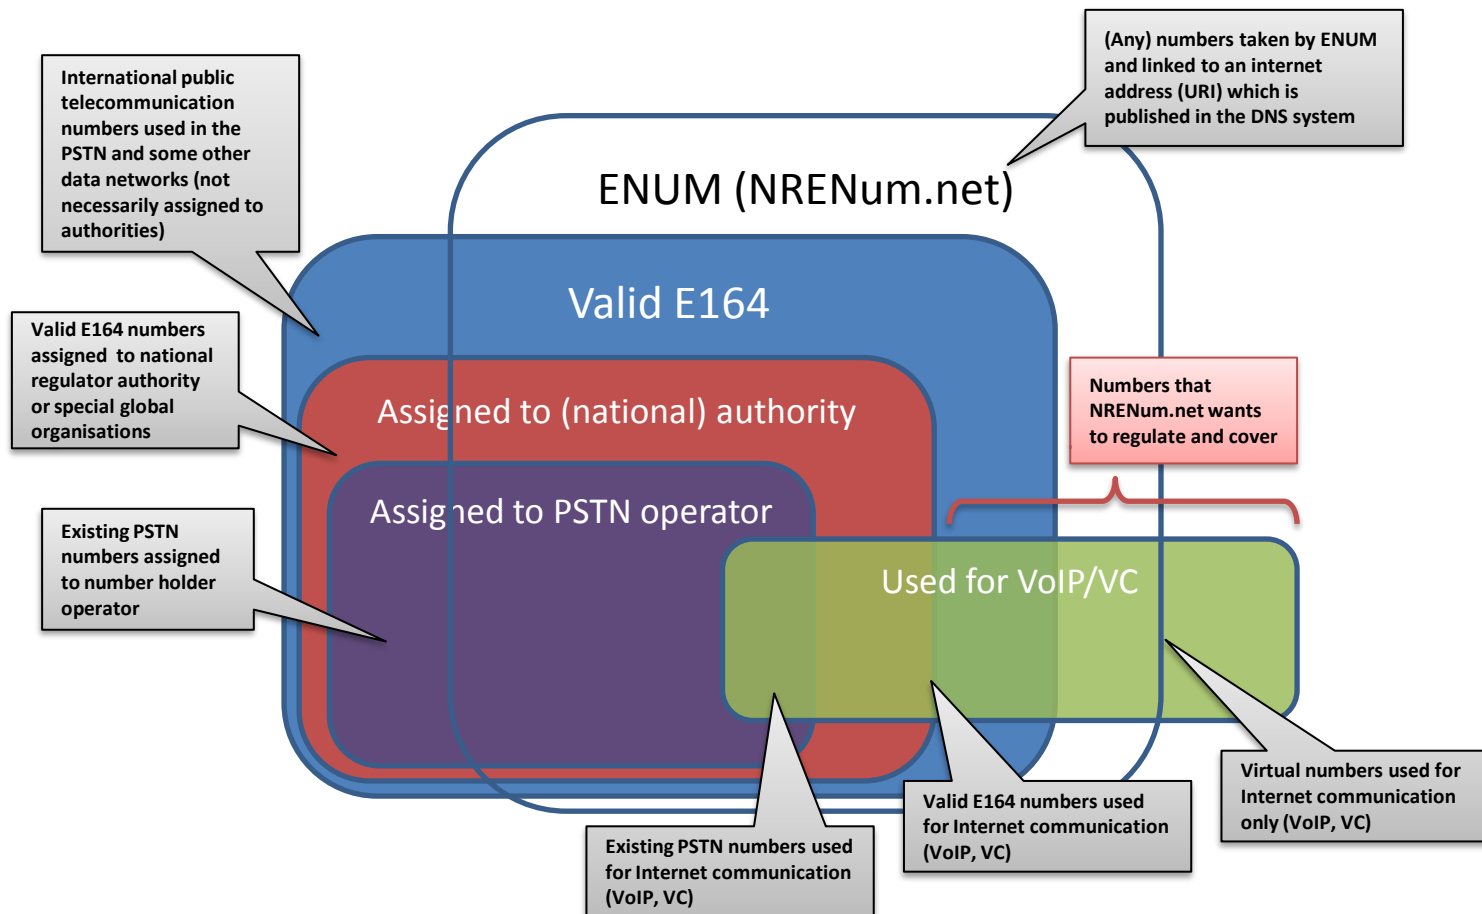 International public
telecommunication
numbers used in the
PSTN and some other
data networks (not
necessarily assigned to
authorities)
(Any) numbers taken by ENUM
and linked to an internet
address (URI) which is
published in the DNS system
ENUM (NRENum.net)
Valid E164
Valid E164 numbers
assigned to national
regulator authority
or special global
organisations
Assigned to (national) authority
Numbers that
NRENum.net wants
to regulate and cover
Assigned to PSTN operator
Existing PSTN
numbers assigned
to number holder
operator
Used for VoIP/VC
Existing PSTN numbers used
for Internet communication
(VoIP, VC)
Valid E164 numbers used
for Internet communication
(VoIP, VC)
Virtual numbers used for
Internet communication
only (VoIP, VC)